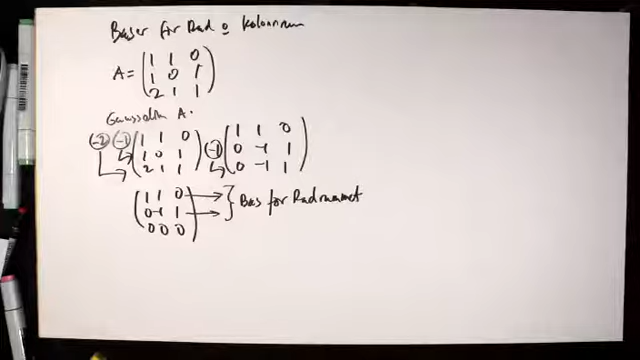 Baser för Rad o kolonnrum
A = ( 1 1 0
1 0 1
2 1 1 )
Gausselim A:
(-2) (-1) ( 1 1 0 ) (-1) ( 1 1 0 )
( 1 0 1 ) ( 0 -1 1 )
( 2 1 1 ) ( 0 -1 1 )
( 1 1 0 )
( 0 -1 1 ) } Bas för Radrummet
( 0 0 0 )